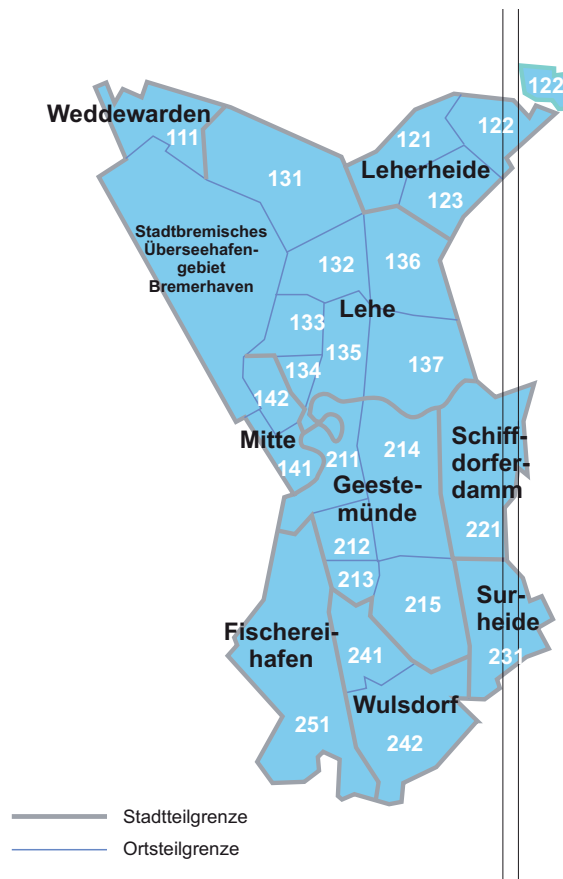 122
Weddewarden
111
121
122
131
Leherheide
123
Stadtbremisches
Überseehafen-
gebiet
Bremerhaven
132
136
133
Lehe
134
135
137
142
Mitte
141
211
214
Schiff-
dorfer-
damm
Geeste-
münde
221
212
213
215
Sur-
heide
231
Fischerei-
hafen
241
Wulsdorf
251
242
Stadtteilgrenze
Ortsteilgrenze